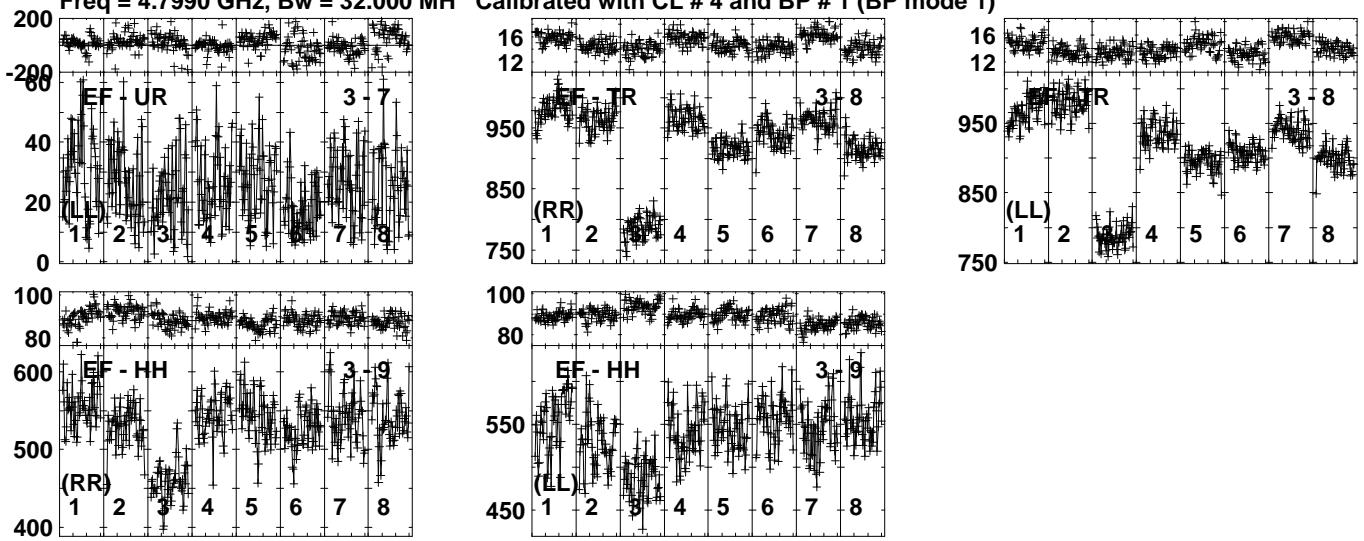 Freq = 4.7990 GHz, Bw = 32.000 MH Calibrated with CL # 4 and BP # 1 (BP mode 1)
200
-200
60
40
20
0
EF - UR 3 - 7
(LL)
1 2 3 4 5 6 7 8
16
12
950
850
750
EF - TR 3 - 8
(RR)
1 2 3 4 5 6 7 8
16
12
950
850
750
EF - TR 3 - 8
(LL)
1 2 3 4 5 6 7 8
100
80
600
500
400
EF - HH 3 - 9
(RR)
1 2 3 4 5 6 7 8
100
80
550
450
EF - HH 3 - 9
(LL)
1 2 3 4 5 6 7 8